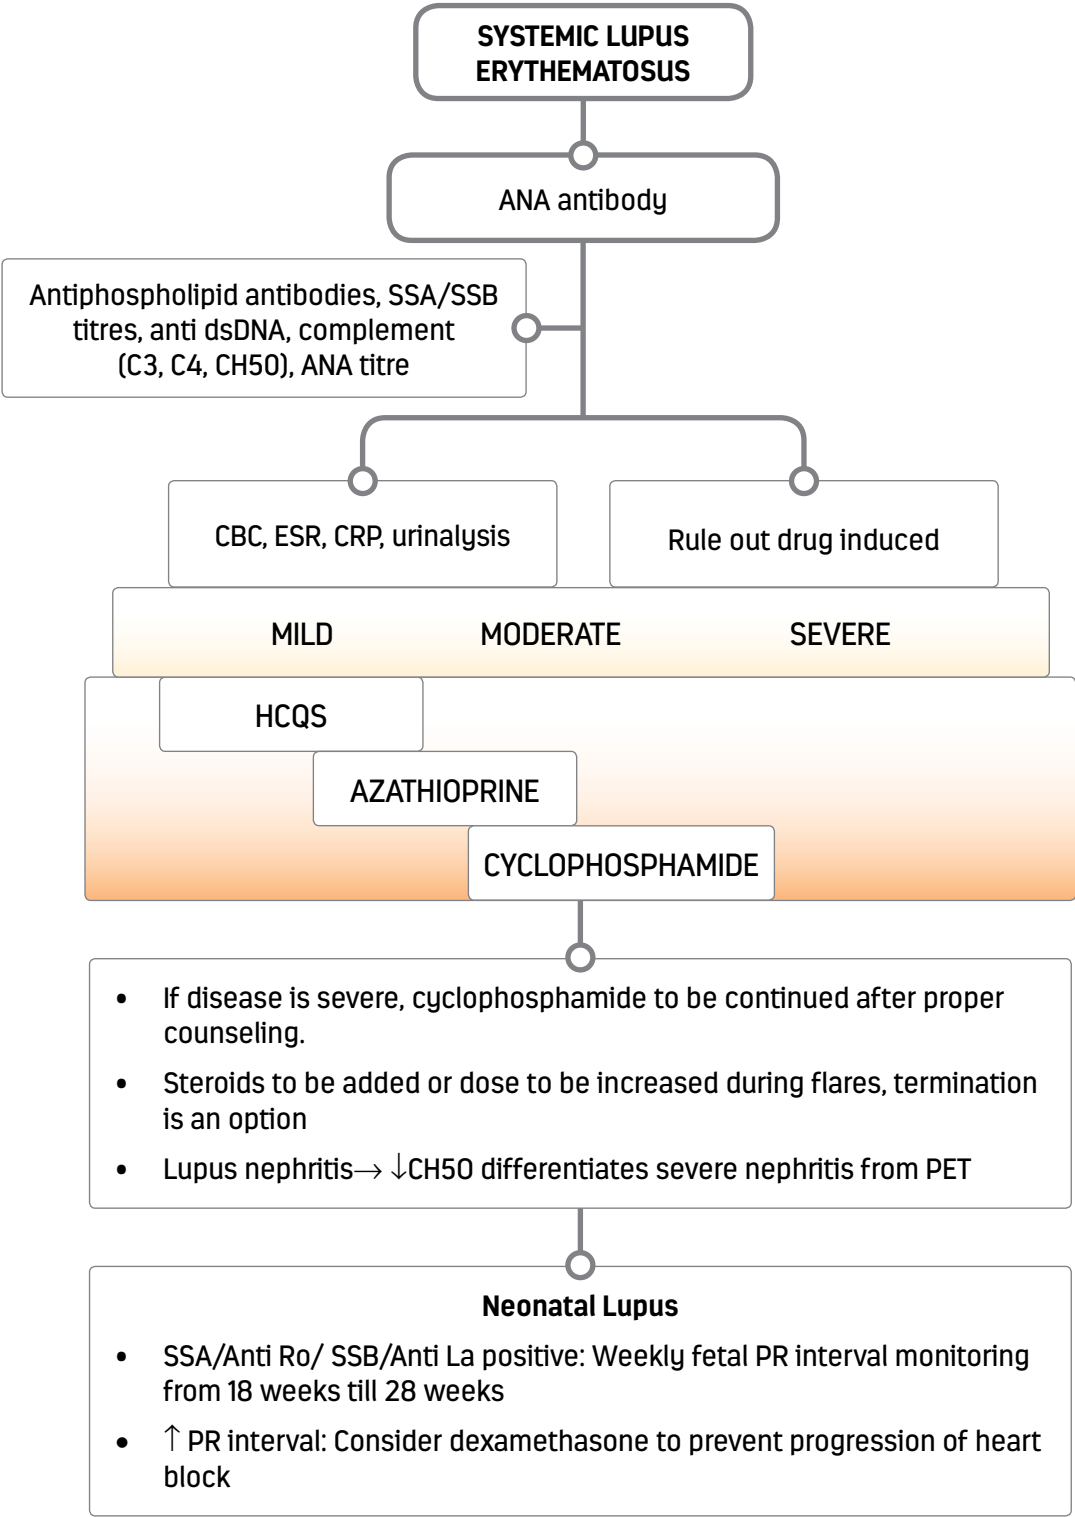 SYSTEMIC LUPUS
ERYTHEMATOSUS
ANA antibody
Antiphospholipid antibodies, SSA/SSB
titres, anti dsDNA, complement
(C3, C4, CH50), ANA titre
CBC, ESR, CRP, urinalysis
Rule out drug induced
MILD MODERATE SEVERE
HCQS
AZATHIOPRINE
CYCLOPHOSPHAMIDE
• If disease is severe, cyclophosphamide to be continued after proper
counseling.
• Steroids to be added or dose to be increased during flares, termination
is an option
• Lupus nephritis→ ↓CH50 differentiates severe nephritis from PET
Neonatal Lupus
• SSA/Anti Ro/ SSB/Anti La positive: Weekly fetal PR interval monitoring
from 18 weeks till 28 weeks
• ↑ PR interval: Consider dexamethasone to prevent progression of heart
block